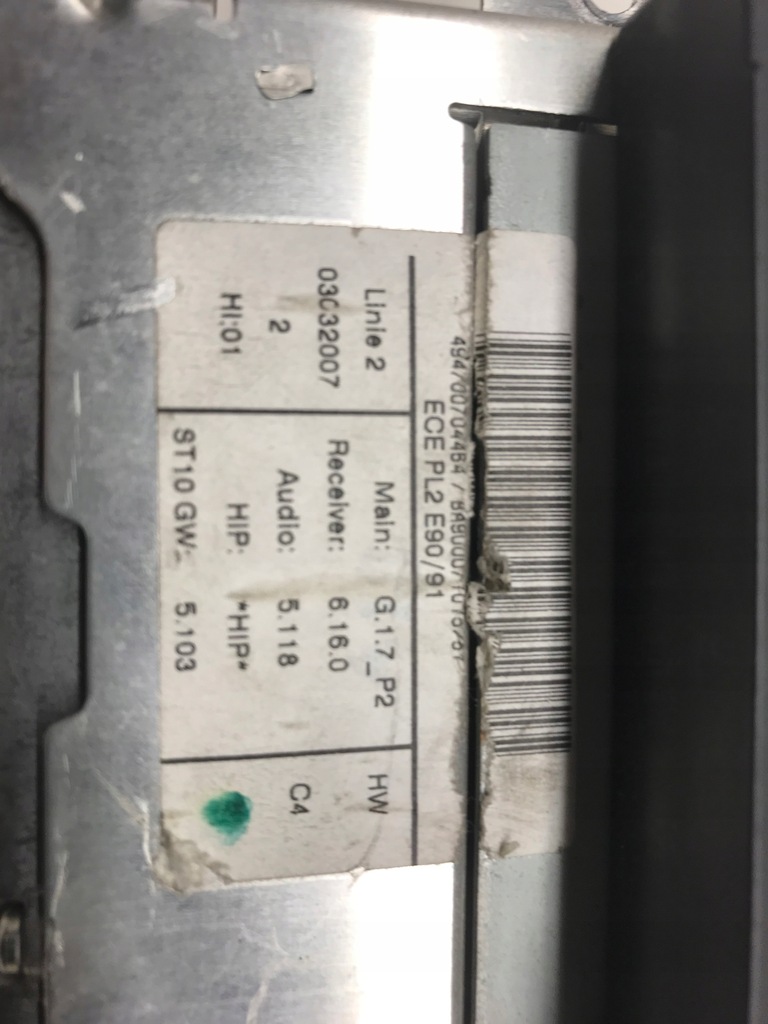 ECE PL2 E90/91
Linie 2
2
HI:01
Main: G.1.7_P2
Receiver: 6.16.0
Audio: 5.118
HIP: *HIP*
ST10 GW: 5.103
HW
C4